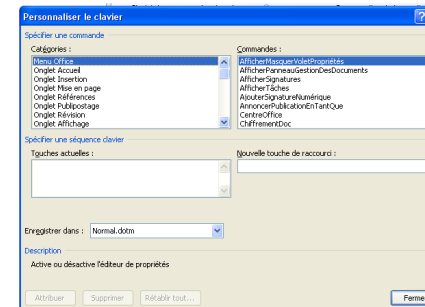 Personnaliser le clavier
Spécifier une commande
Catégories :
Commandes :
Menu Office
Onglet Accueil
Onglet Insertion
Onglet Mise en page
Onglet Références
Onglet Publipostage
Onglet Révision
Onglet Affichage
AfficherMasquerVoletPropriétés
AfficherPanneauGestionDesDocuments
AfficherSignatures
AfficherTâches
AjouterSignatureNumérique
AnnoncerPublicationEnTantQue
CentreOffice
ChiffrementDoc
Spécifier une séquence clavier
Touches actuelles :
Nouvelle touche de raccourci :
Enregistrer dans :
Normal.dotm
Description
Active ou désactive l'éditeur de propriétés
Attribuer
Supprimer
Rétablir tout...
Ferme